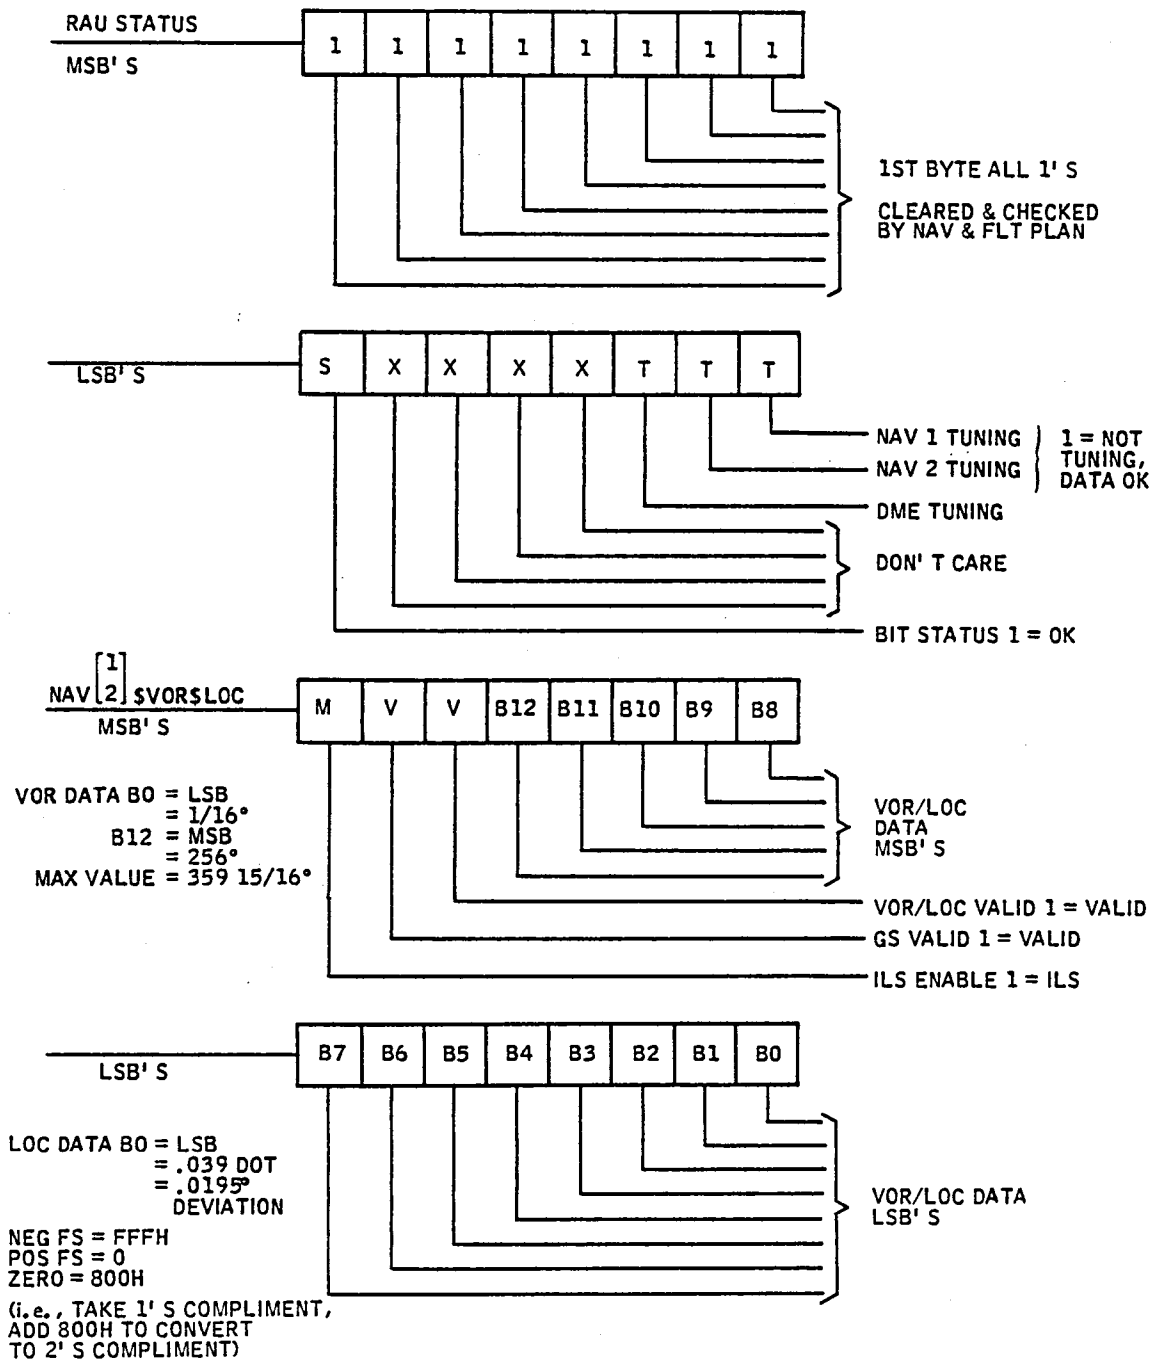 RAU STATUS
MSB' S
1 1 1 1 1 1 1 1
1ST BYTE ALL 1' S
CLEARED & CHECKED
BY NAV & FLT PLAN
LSB' S
S X X X X T T T
NAV 1 TUNING
NAV 2 TUNING
1 = NOT
TUNING,
DATA OK
DME TUNING
DON' T CARE
BIT STATUS 1 = OK
NAV [1 2] $VOR$LOC
MSB' S
M V V B12 B11 B10 B9 B8
VOR DATA BO = LSB
= 1/16°
B12 = MSB
= 256°
MAX VALUE = 359 15/16°
VOR/LOC
DATA
MSB' S
VOR/LOC VALID 1 = VALID
GS VALID 1 = VALID
ILS ENABLE 1 = ILS
LSB' S
B7 B6 B5 B4 B3 B2 B1 B0
LOC DATA BO = LSB
= .039 DOT
= .0195°
DEVIATION
NEG FS = FFFH
POS FS = 0
ZERO = 800H
(i.e., TAKE 1' S COMPLIMENT,
ADD 800H TO CONVERT
TO 2' S COMPLIMENT)
VOR/LOC DATA
LSB' S